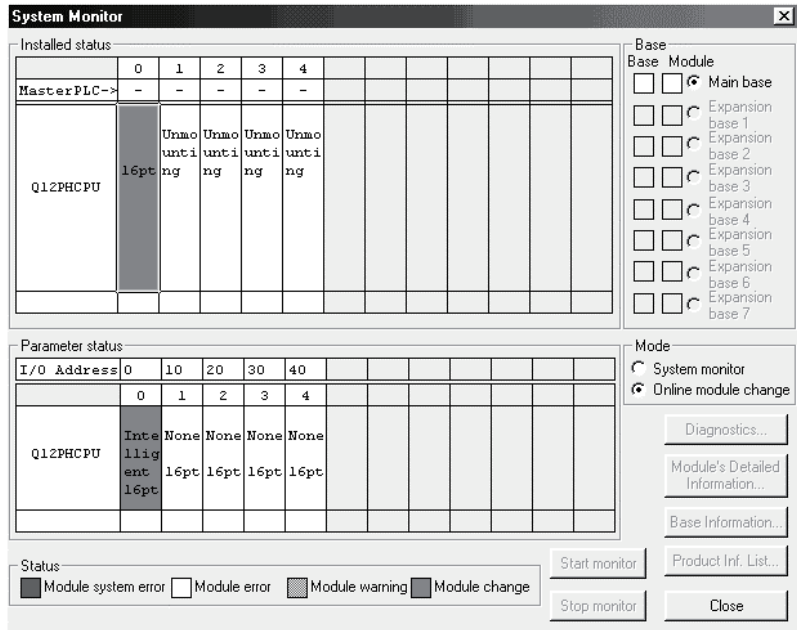 System Monitor
Installed status
0 1 2 3 4
MasterPLC-> - - - - -
Q12PHCPU
16pt
Unmo
unti
ng
Unmo
unti
ng
Unmo
unti
ng
Unmo
unti
ng
Base
Base Module
Main base
Expansion
base 1
Expansion
base 2
Expansion
base 3
Expansion
base 4
Expansion
base 5
Expansion
base 6
Expansion
base 7
Parameter status
I/O Address 0 10 20 30 40
0 1 2 3 4
Q12PHCPU
Inte
llig
ent
16pt
None
16pt
None
16pt
None
16pt
None
16pt
Mode
System monitor
Online module change
Diagnostics...
Module's Detailed
Information...
Base Information...
Product Inf. List...
Close
Status
Module system error Module error Module warning Module change
Start monitor
Stop monitor